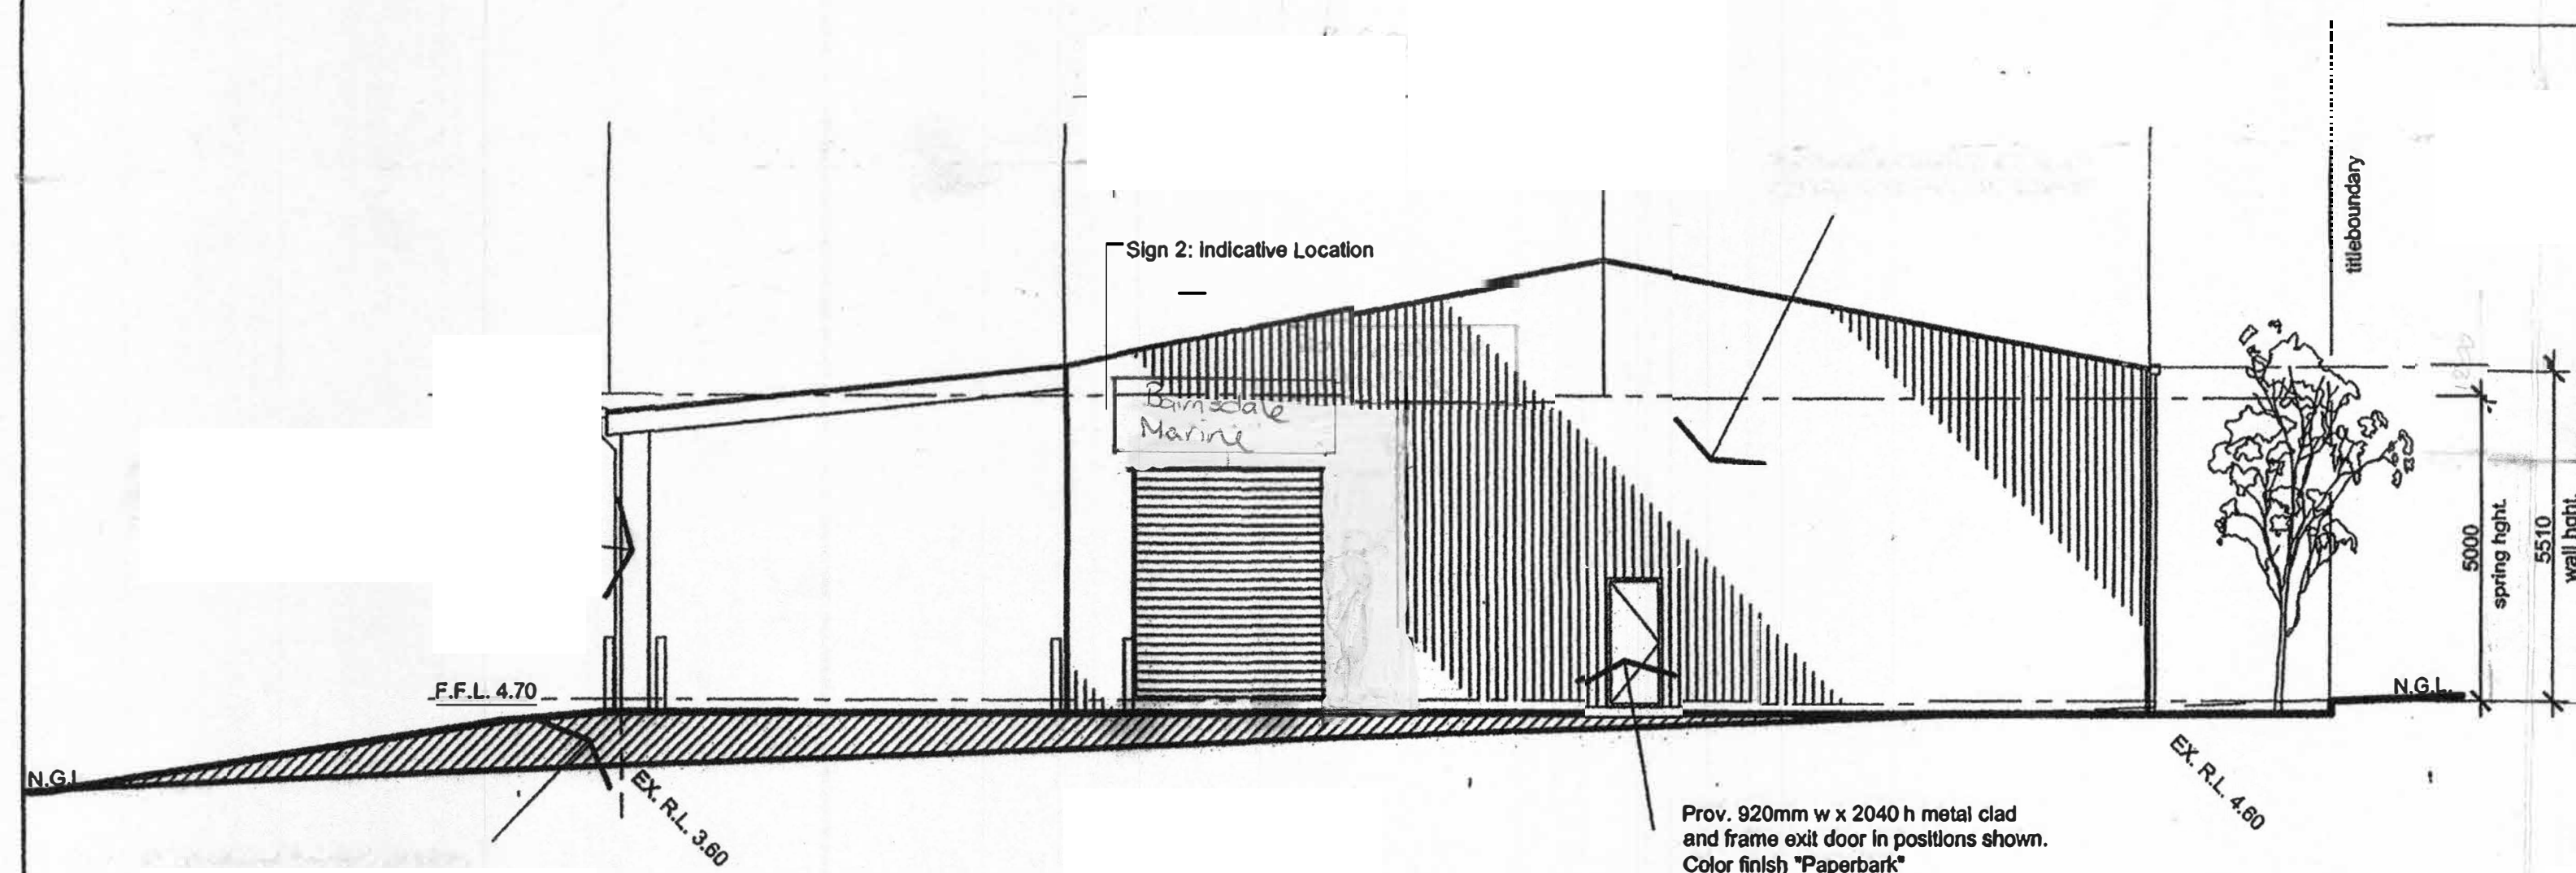 Sign 2: indicative Location
titleboundary
Bairnsdale
Marine
5000
spring hght.
5510
wall hght.
F.F.L. 4.70
N.G.L.
N.G.L.
EX. R.L. 3.60
EX. R.L. 4.60
Prov. 920mm w x 2040 h metal clad
and frame exit door in positions shown.
Color finish "Paperbark"